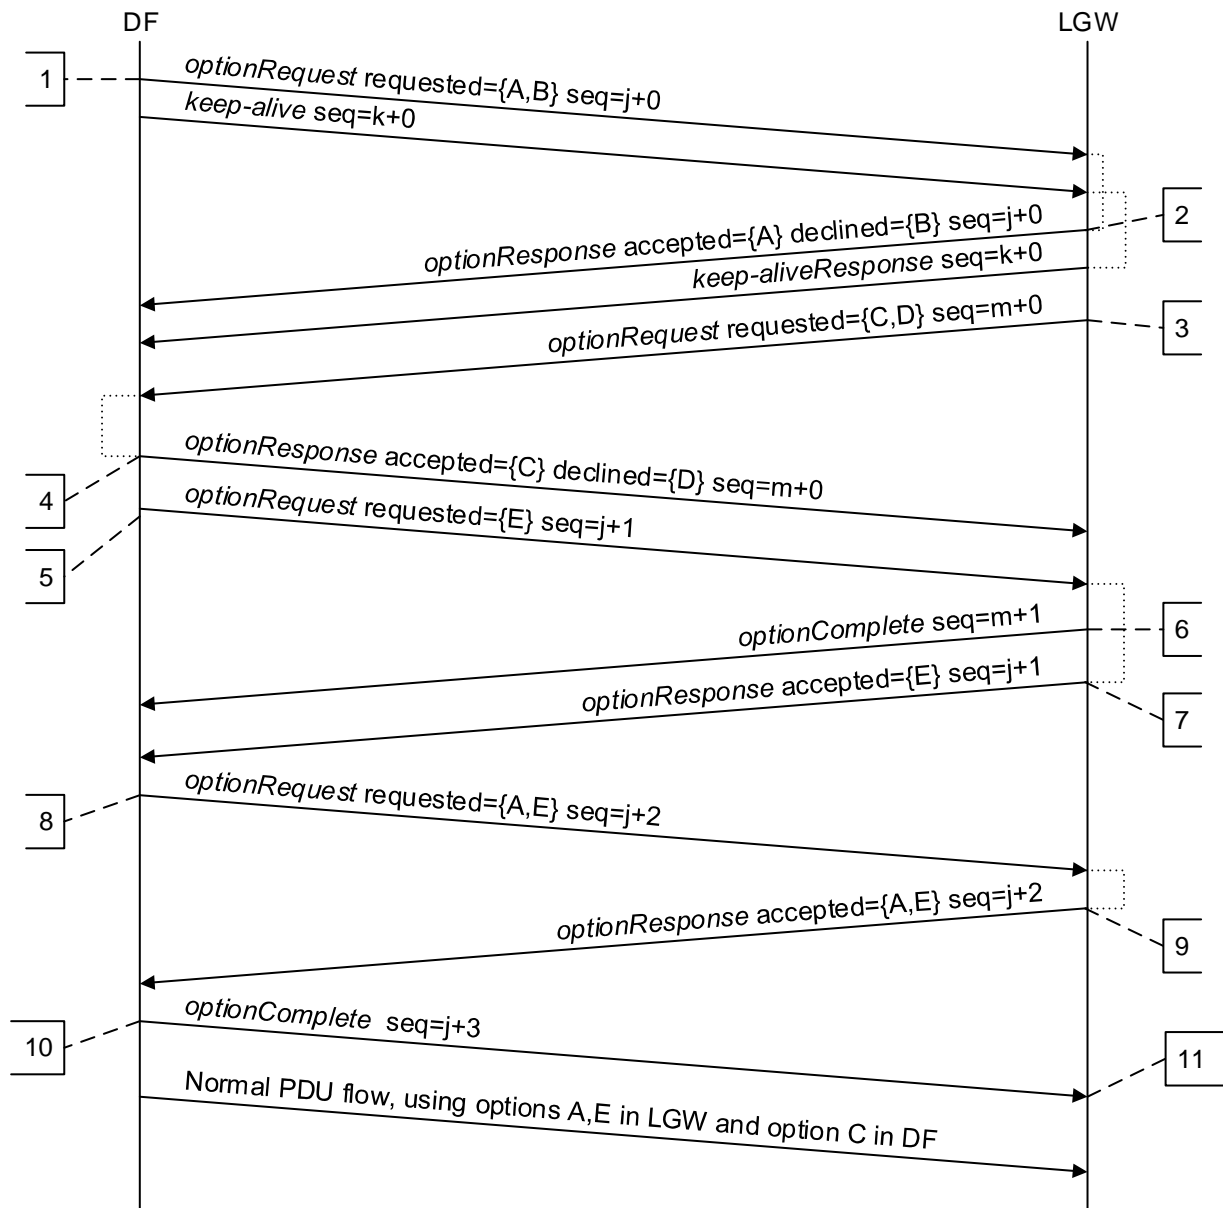 DF
LGW
1
optionRequest requested={A,B} seq=j+0
keep-alive seq=k+0
2
optionResponse accepted={A} declined={B} seq=j+0
keep-aliveResponse seq=k+0
optionRequest requested={C,D} seq=m+0
3
optionResponse accepted={C} declined={D} seq=m+0
4
optionRequest requested={E} seq=j+1
5
optionComplete seq=m+1
6
optionResponse accepted={E} seq=j+1
7
optionRequest requested={A,E} seq=j+2
8
optionResponse accepted={A,E} seq=j+2
9
optionComplete seq=j+3
10
11
Normal PDU flow, using options A,E in LGW and option C in DF